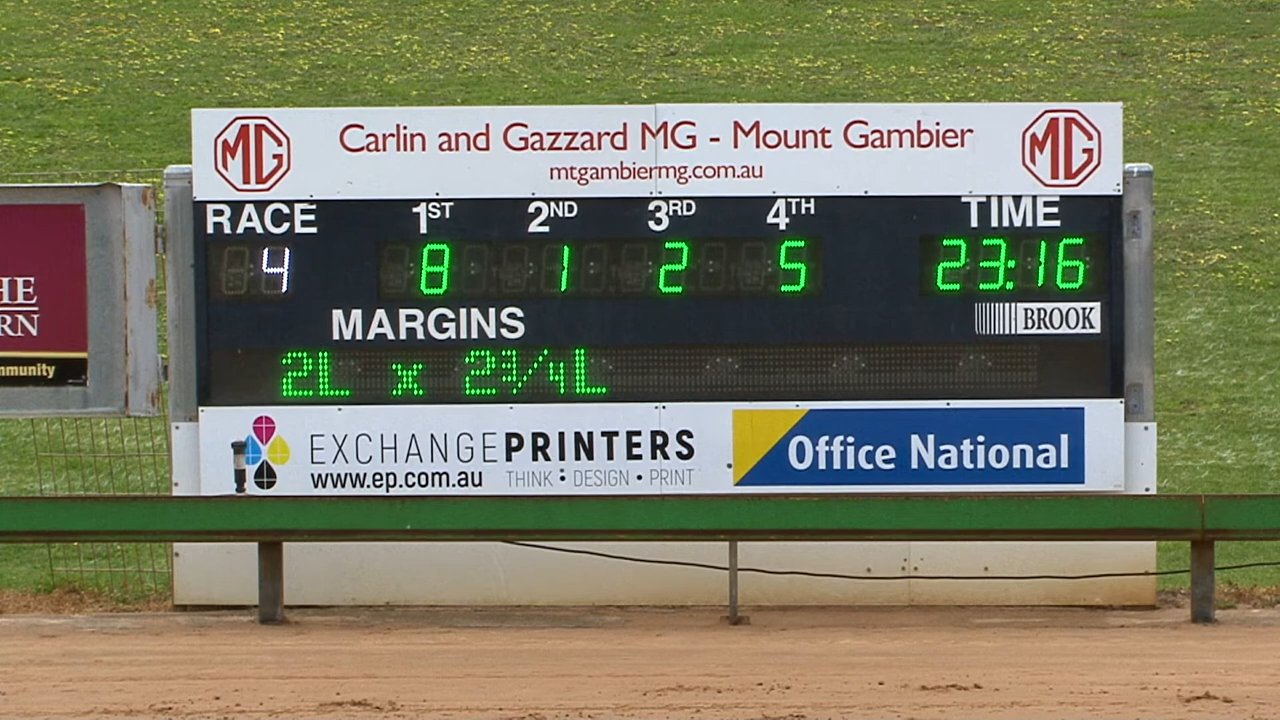 MG Carlin and Gazzard MG - Mount Gambier MG
mtgambiermg.com.au
RACE 1ST 2ND 3RD 4TH TIME
4 8 1 2 5 23:16
MARGINS BROOK
2L x 2 3/4L
HE
RN
mmunity
EXCHANGEPRINTERS
www.ep.com.au THINK : DESIGN • PRINT
Office National